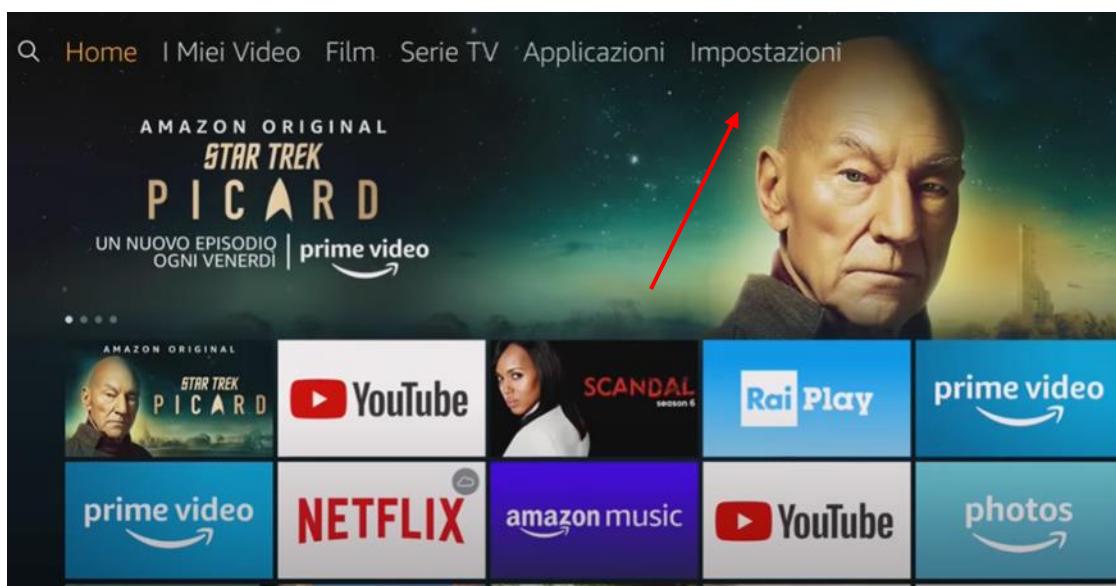 Home I Miei Video Film Serie TV Applicazioni Impostazioni
AMAZON ORIGINAL
STAR TREK
PICARD
UN NUOVO EPISODIO
OGNI VENERDÌ
prime video
AMAZON ORIGINAL
STAR TREK
PICARD
YouTube
SCANDAL
season 6
Rai Play
prime video
prime video
NETFLIX
amazon music
YouTube
photos